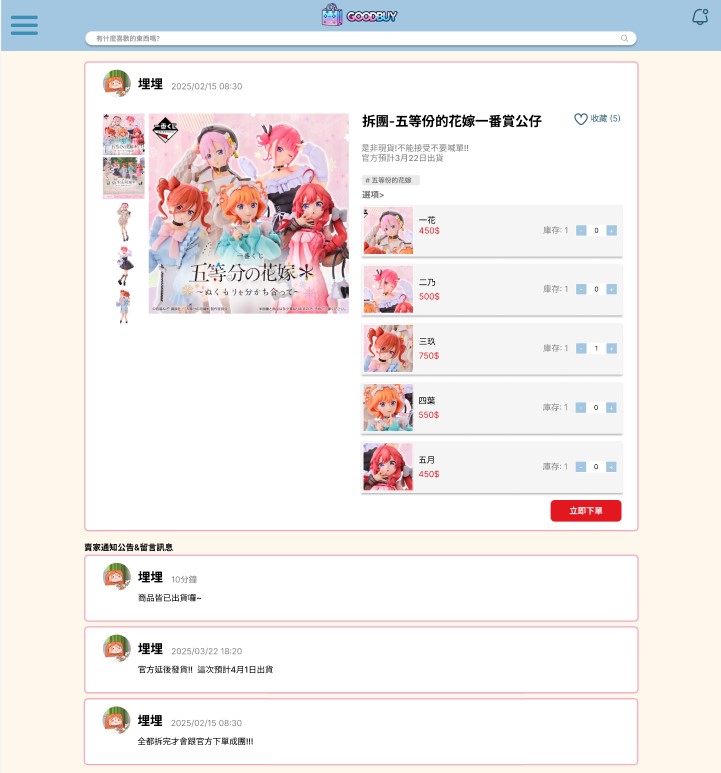 GOODBUY
有什麼喜歡的東西嗎?
埋埋 2025/02/15 08:30
拆團-五等份的花嫁一番賞公仔
收藏 (5)
是非現貨!不能接受不要喊單!!
官方預計3月22日出貨
# 五等份的花嫁
選項>
一番くじ
一番くじ
五等分の花嫁*
~ぬくもりを分かち合って~
一花
450$
庫存: 1 - 0 +
二乃
500$
庫存: 1 - 0 +
三玖
750$
庫存: 1 - 1 +
四葉
550$
庫存: 1 - 0 +
五月
450$
庫存: 1 - 0 +
立即下單
賣家通知公告&留言訊息
埋埋 10分鐘
商品皆已出貨囉~
埋埋 2025/03/22 18:20
官方延後發貨!! 這次預計4月1日出貨
埋埋 2025/02/15 08:30
全都拆完才會跟官方下單成團!!!